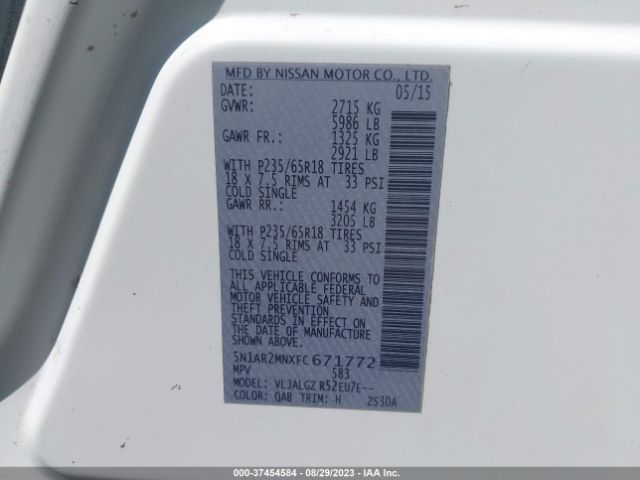 MFD BY NISSAN MOTOR CO., LTD.
DATE: 05/15
GVWR: 2715 KG
5986 LB
GAWR FR.: 1325 KG
2921 LB
WITH P235/65R18 TIRES
18 X 7.5 RIMS AT 33 PSI
COLD SINGLE
GAWR RR.: 1454 KG
3205 LB
WITH P235/65R18 TIRES
18 X 7.5 RIMS AT 33 PSI
COLD SINGLE
THIS VEHICLE CONFORMS TO
ALL APPLICABLE FEDERAL
MOTOR VEHICLE SAFETY AND
THEFT PREVENTION
STANDARDS IN EFFECT ON
THE DATE OF MANUFACTURE
SHOWN ABOVE.
5N1AR2MNXFC671772
MPV 583
MODEL: VLJALGZ R52EU7E--
COLOR: QAB TRIM: H 2S30A
000-37454584 - 08/29/2023 - IAA Inc.